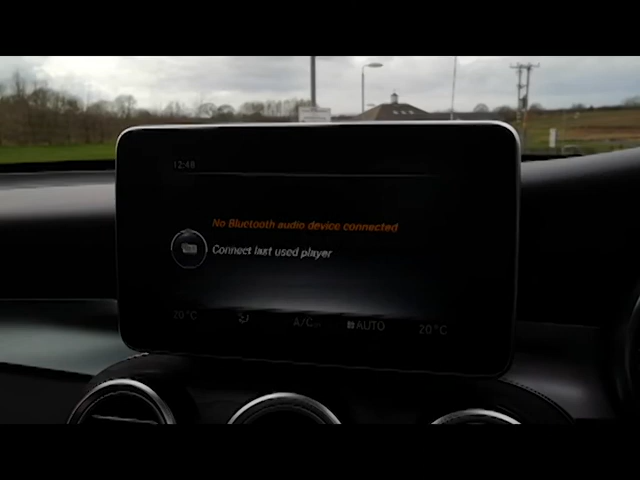 12:48
No Bluetooth audio device connected
Connect last used player
20°C A/C AUTO 20°C